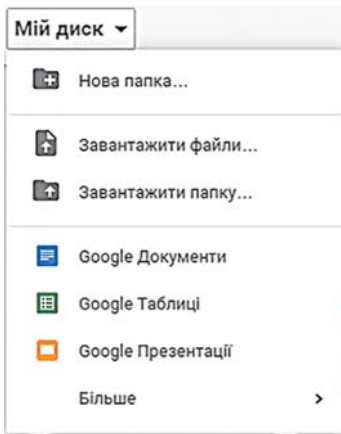 Мій диск
Нова папка...
Завантажити файли...
Завантажити папку...
Google Документи
Google Таблиці
Google Презентації
Більше